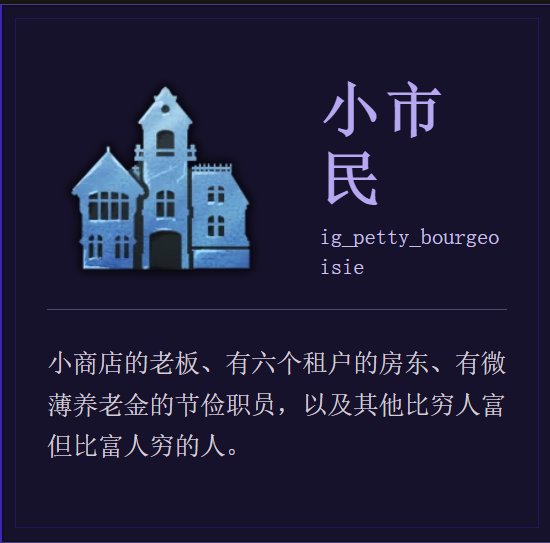 小市
民
ig_petty_bourgeo
isie
小商店的老板、有六个租户的房东、有微
薄养老金的节俭职员，以及其他比穷人富
但比富人穷的人。